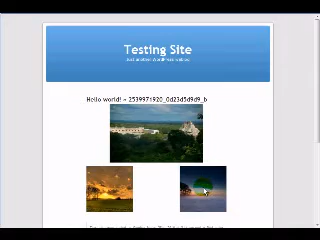 Testing Site
Just another WordPress weblog
Hello world! » 2539971920_0d23d5d9d9_b